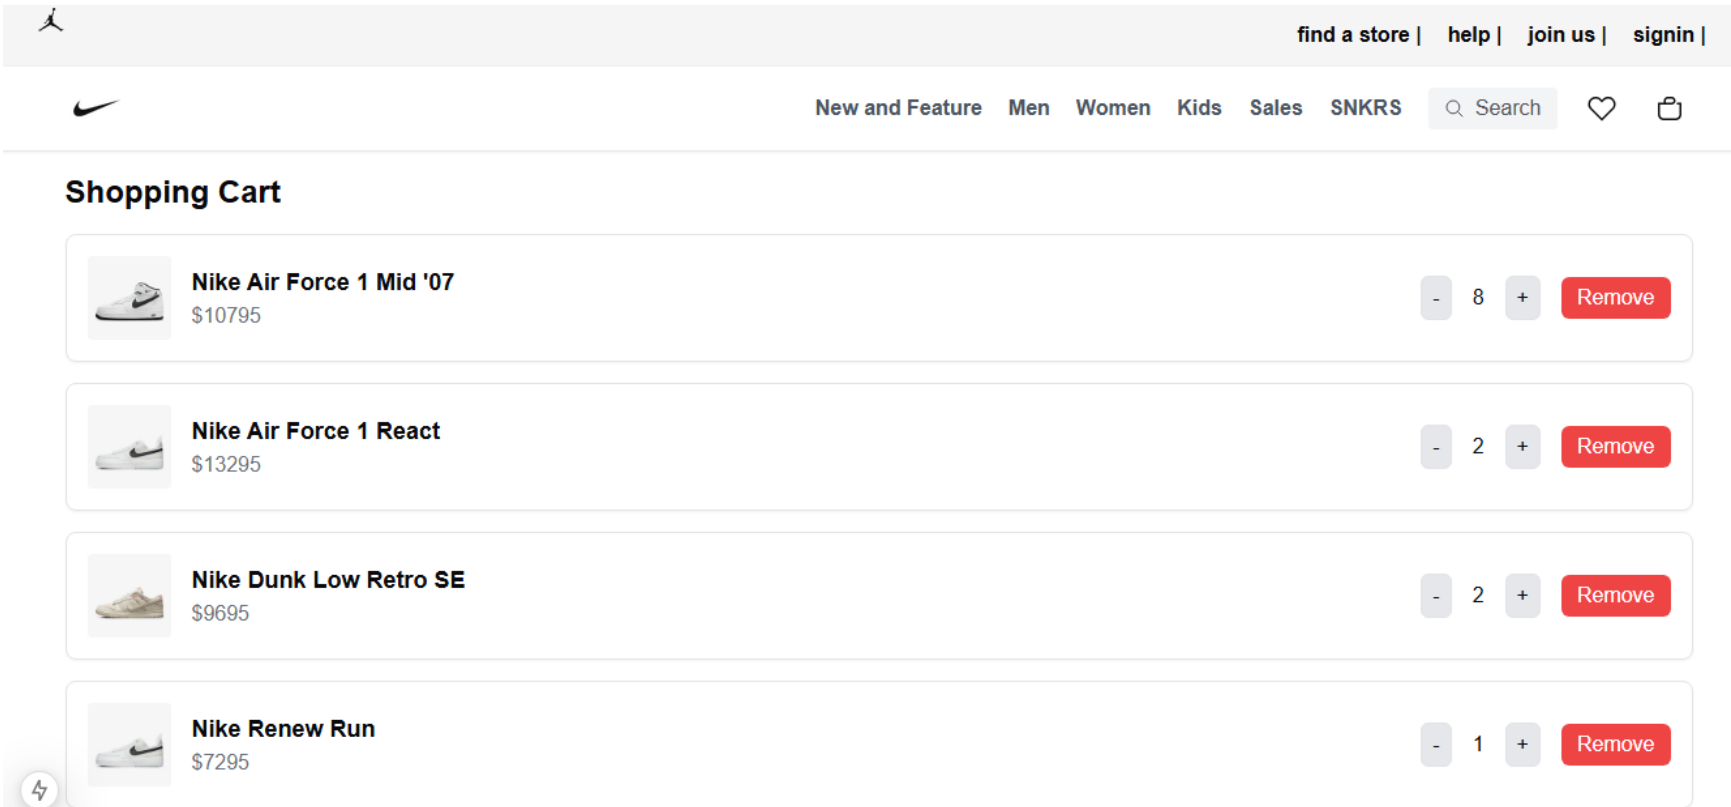 find a store | help | join us | signin |
New and Feature Men Women Kids Sales SNKRS Search
Shopping Cart
Nike Air Force 1 Mid '07
$10795
- 8 + Remove
Nike Air Force 1 React
$13295
- 2 + Remove
Nike Dunk Low Retro SE
$9695
- 2 + Remove
Nike Renew Run
$7295
- 1 + Remove